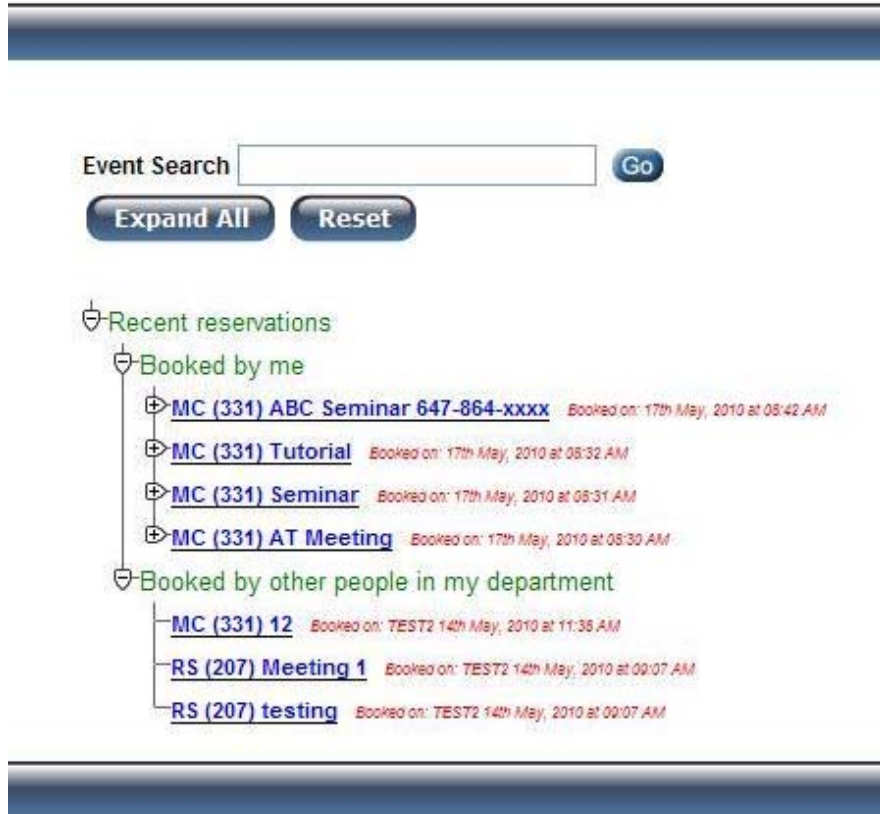 Event Search Go
Expand All Reset
Recent reservations
Booked by me
MC (331) ABC Seminar 647-864-xxxx Booked on: 17th May, 2010 at 08:42 AM
MC (331) Tutorial Booked on: 17th May, 2010 at 08:32 AM
MC (331) Seminar Booked on: 17th May, 2010 at 08:31 AM
MC (331) AT Meeting Booked on: 17th May, 2010 at 08:30 AM
Booked by other people in my department
MC (331) 12 Booked on: TEST2 14th May, 2010 at 11:36 AM
RS (207) Meeting 1 Booked on: TEST2 14th May, 2010 at 09:07 AM
RS (207) testing Booked on: TEST2 14th May, 2010 at 09:07 AM